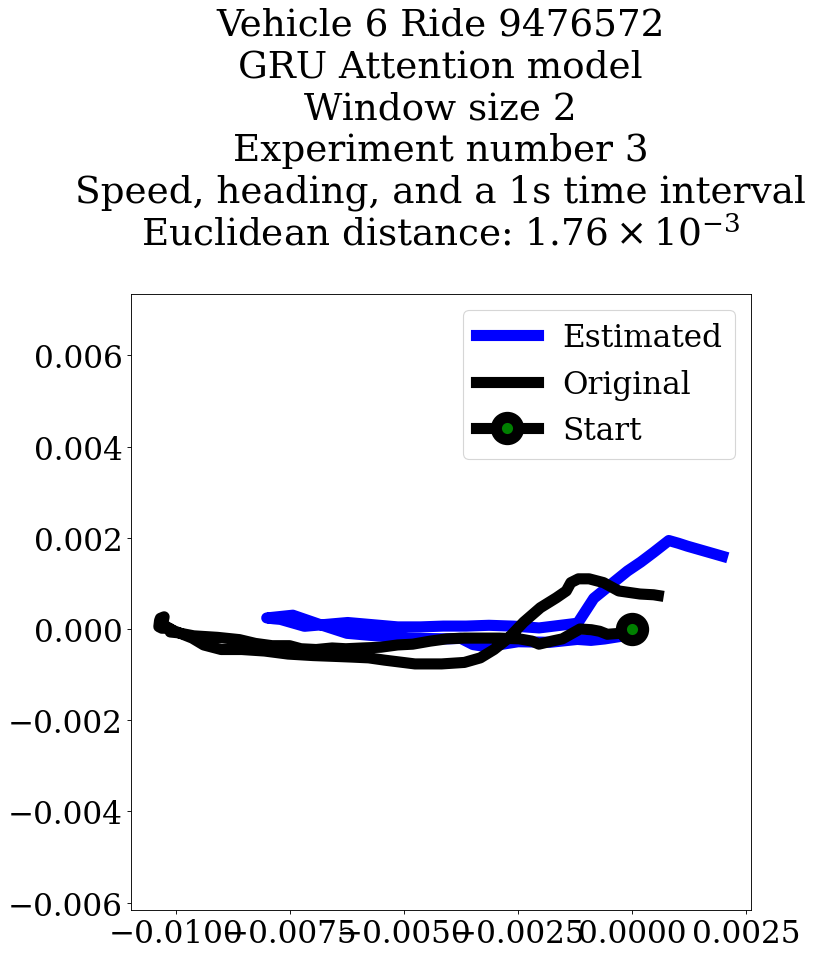 Vehicle 6 Ride 9476572
GRU Attention model
Window size 2
Experiment number 3
Speed, heading, and a 1s time interval
Euclidean distance: 1.76 × 10⁻³
Estimated
Original
Start
0.006
0.004
0.002
0.000
−0.002
−0.004
−0.006
−0.0100 −0.0075 −0.0050 −0.0025 0.0000 0.0025